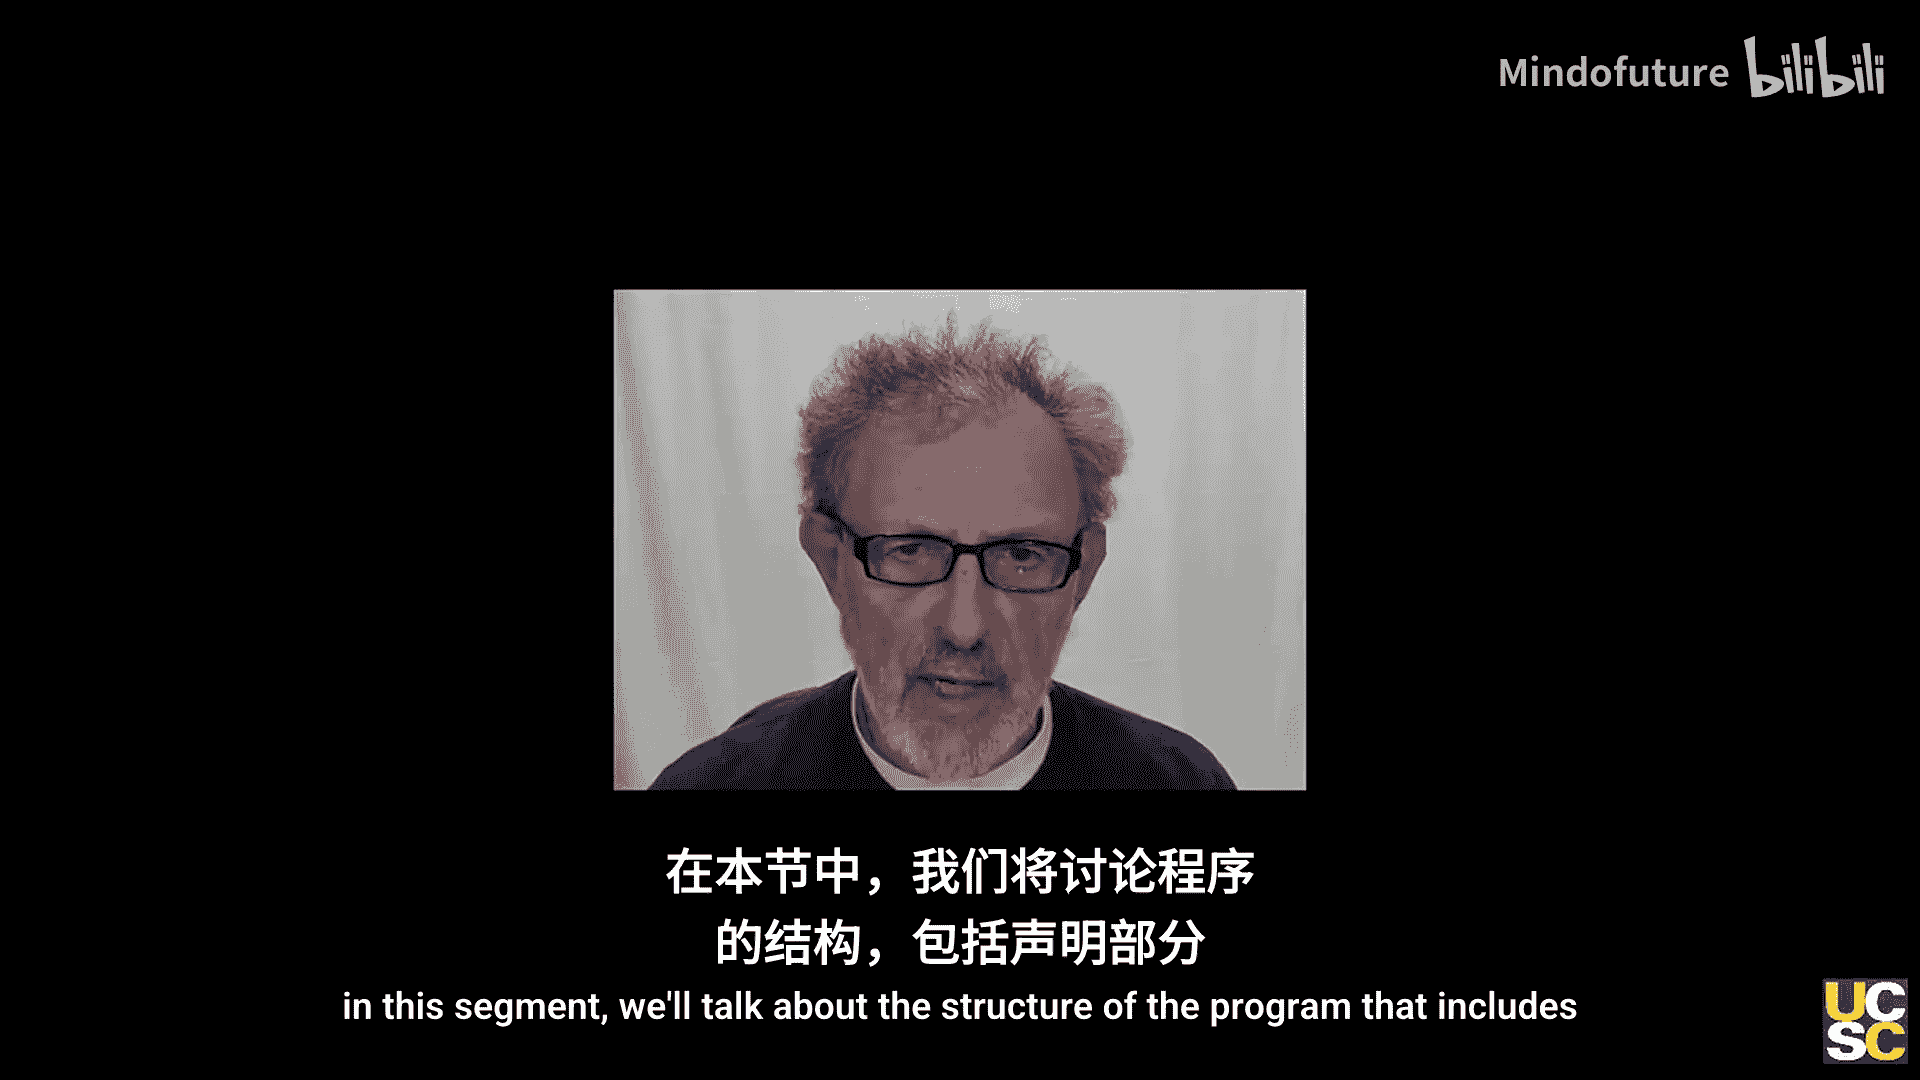 Mindofuture bilibili
在本节中，我们将讨论程序
的结构，包括声明部分
in this segment, we'll talk about the structure of the program that includes
UC
SC